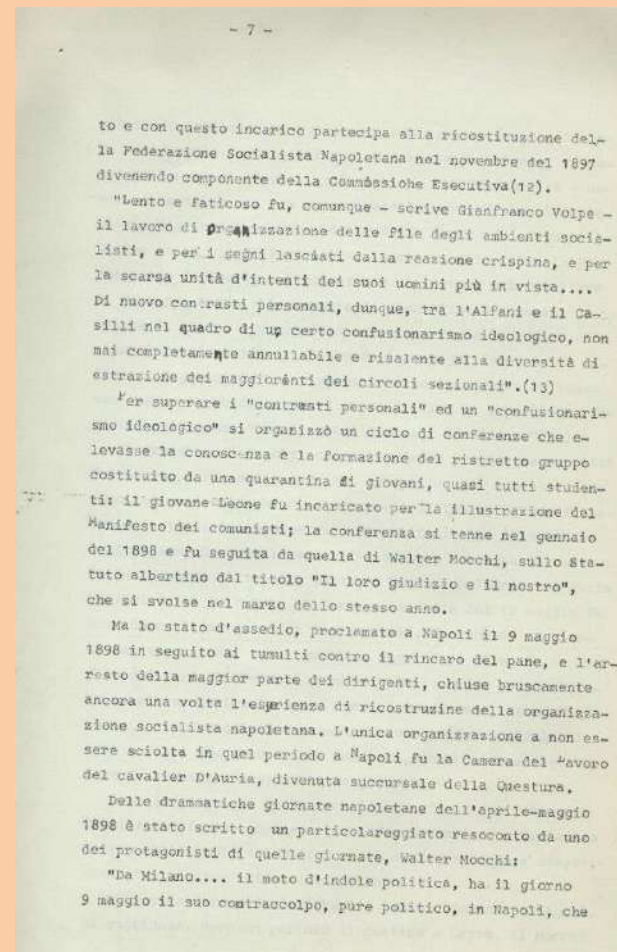 - 7 -
to e con questo incarico partecipa alla ricostituzione del-
la Federazione Socialista Napoletana nel novembre del 1897
divenendo componente della Commissiohe Esecutiva(12).
"Lento e faticoso fu, comunque - scrive Gianfranco Volpe -
il lavoro di organizzazione delle file degli ambienti socia-
listi, e per i segni lasciati dalla reazione crispina, e per
la scarsa unità d'intenti dei suoi uomini più in vista....
Di nuovo contrasti personali, dunque, tra l'Alfani e il Ca-
silli nel quadro di un certo confusionarismo ideologico, non
mai completamente annullabile e risalente alla diversità di
estrazione dei maggiorenti dei circoli sezionali".(13)
Per superare i "contrasti personali" ed un "confusionari-
smo ideologico" si organizzò un ciclo di conferenze che e-
levasse la conoscenza e la formazione del ristretto gruppo
costituito da una quarantina di giovani, quasi tutti studen-
ti: il giovane Leone fu incaricato per la illustrazione del
Manifesto dei comunisti; la conferenza si tenne nel gennaio
del 1898 e fu seguita da quella di Walter Mocchi, sullo Sta-
tuto albertino dal titolo "Il loro giudizio e il nostro",
che si svolse nel marzo dello stesso anno.
Ma lo stato d'assedio, proclamato a Napoli il 9 maggio
1898 in seguito ai tumulti contro il rincaro del pane, e l'ar-
resto della maggior parte dei dirigenti, chiuse bruscamente
ancora una volta l'esperienza di ricostruzine della organizza-
zione socialista napoletana. L'unica organizzazione a non es-
sere sciolta in quel periodo a Napoli fu la Camera del Lavoro
del cavalier D'Auria, divenuta succursale della Questura.
Delle drammatiche giornate napoletane dell'aprile-maggio
1898 è stato scritto un particolareggiato resoconto da uno
dei protagonisti di quelle giornate, Walter Mocchi:
"Da Milano.... il moto d'indole politica, ha il giorno
9 maggio il suo contraccolpo, pure politico, in Napoli, che